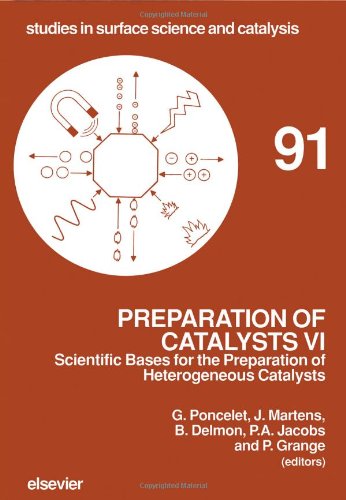 studies in surface science and catalysis
91
PREPARATION OF
CATALYSTS VI
Scientific Bases for the Preparation of
Heterogeneous Catalysts
G. Poncelet, J. Martens,
B. Delmon, P.A. Jacobs
and P. Grange
(editors)
elsevier